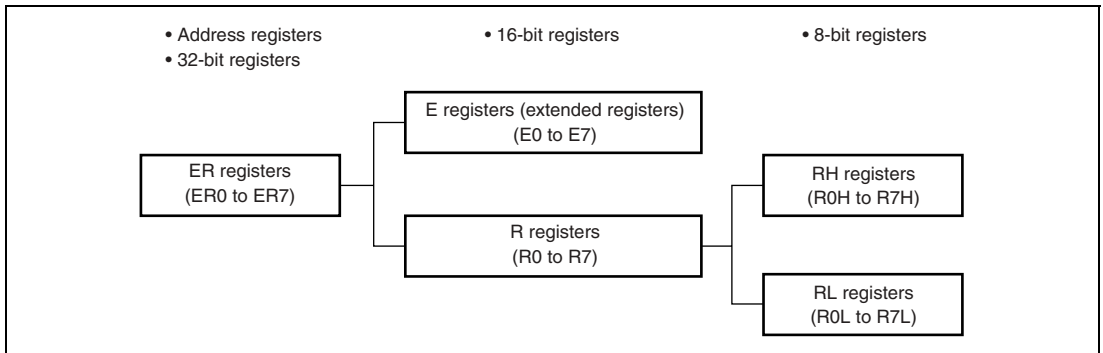 • Address registers
• 32-bit registers
• 16-bit registers
• 8-bit registers
E registers (extended registers)
(E0 to E7)
ER registers
(ER0 to ER7)
RH registers
(R0H to R7H)
R registers
(R0 to R7)
RL registers
(R0L to R7L)